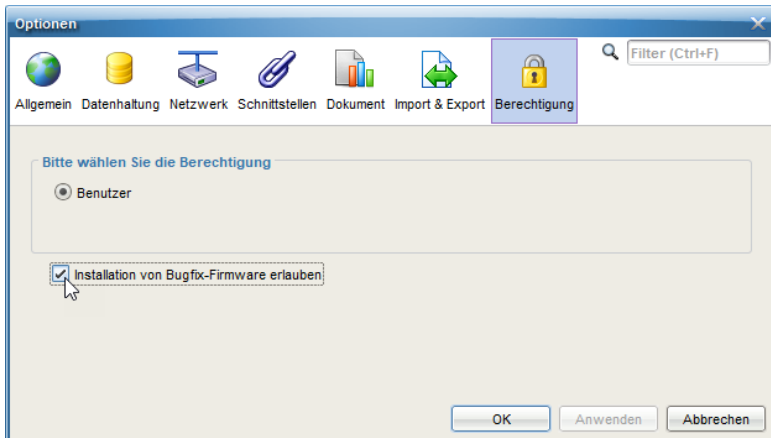 Optionen
Filter (Ctrl+F)
Allgemein Datenhaltung Netzwerk Schnittstellen Dokument Import & Export Berechtigung
Bitte wählen Sie die Berechtigung
Benutzer
Installation von Bugfix-Firmware erlauben
OK Anwenden Abbrechen